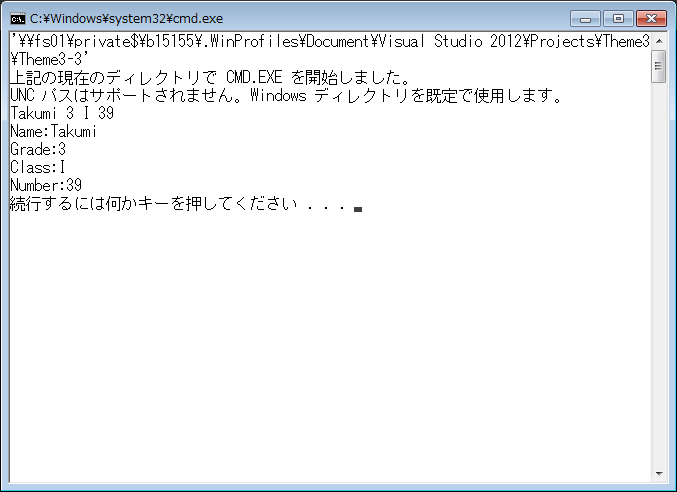 C:¥Windows¥system32¥cmd.exe
'¥¥fs01¥private$¥b15155¥.WinProfiles¥Document¥Visual Studio 2012¥Projects¥Theme3
¥Theme3-3'
上記の現在のディレクトリで CMD.EXE を開始しました。
UNC パスはサポートされません。Windows ディレクトリを既定で使用します。
Takumi 3 I 39
Name:Takumi
Grade:3
Class:I
Number:39
続行するには何かキーを押してください . . .